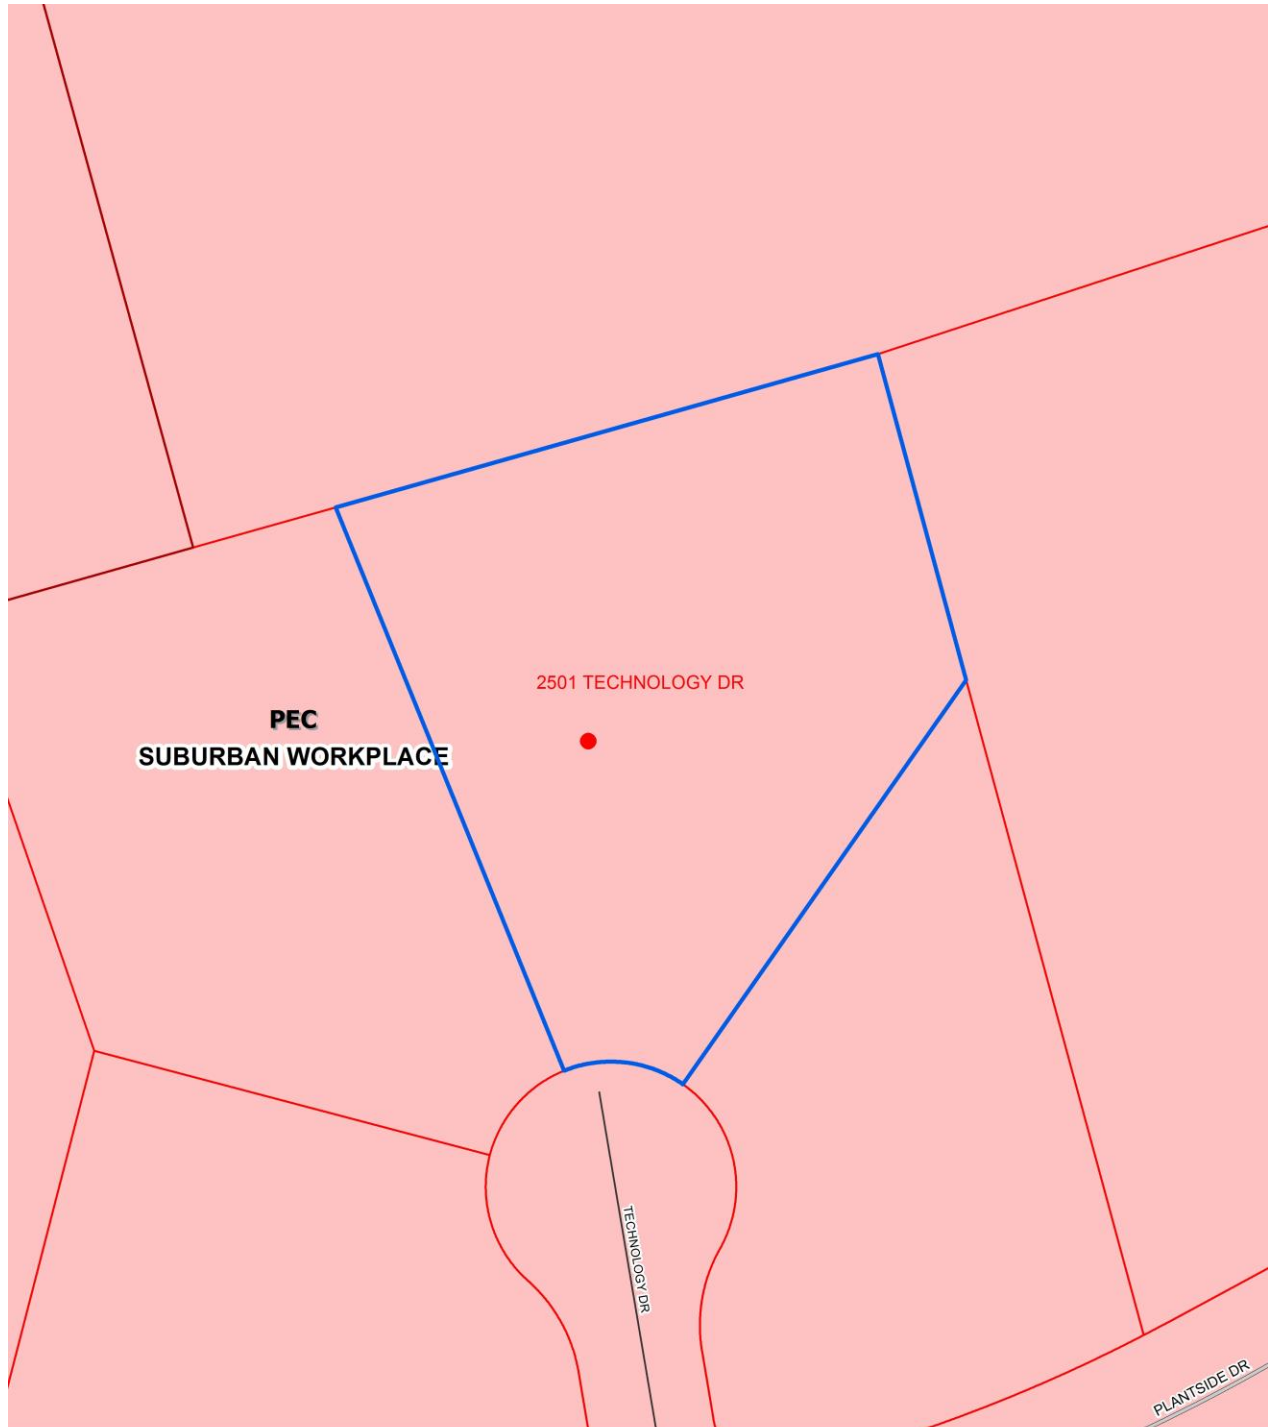 2501 TECHNOLOGY DR
PEC
SUBURBAN WORKPLACE
TECHNOLOGY DR
PLANTSIDE DR